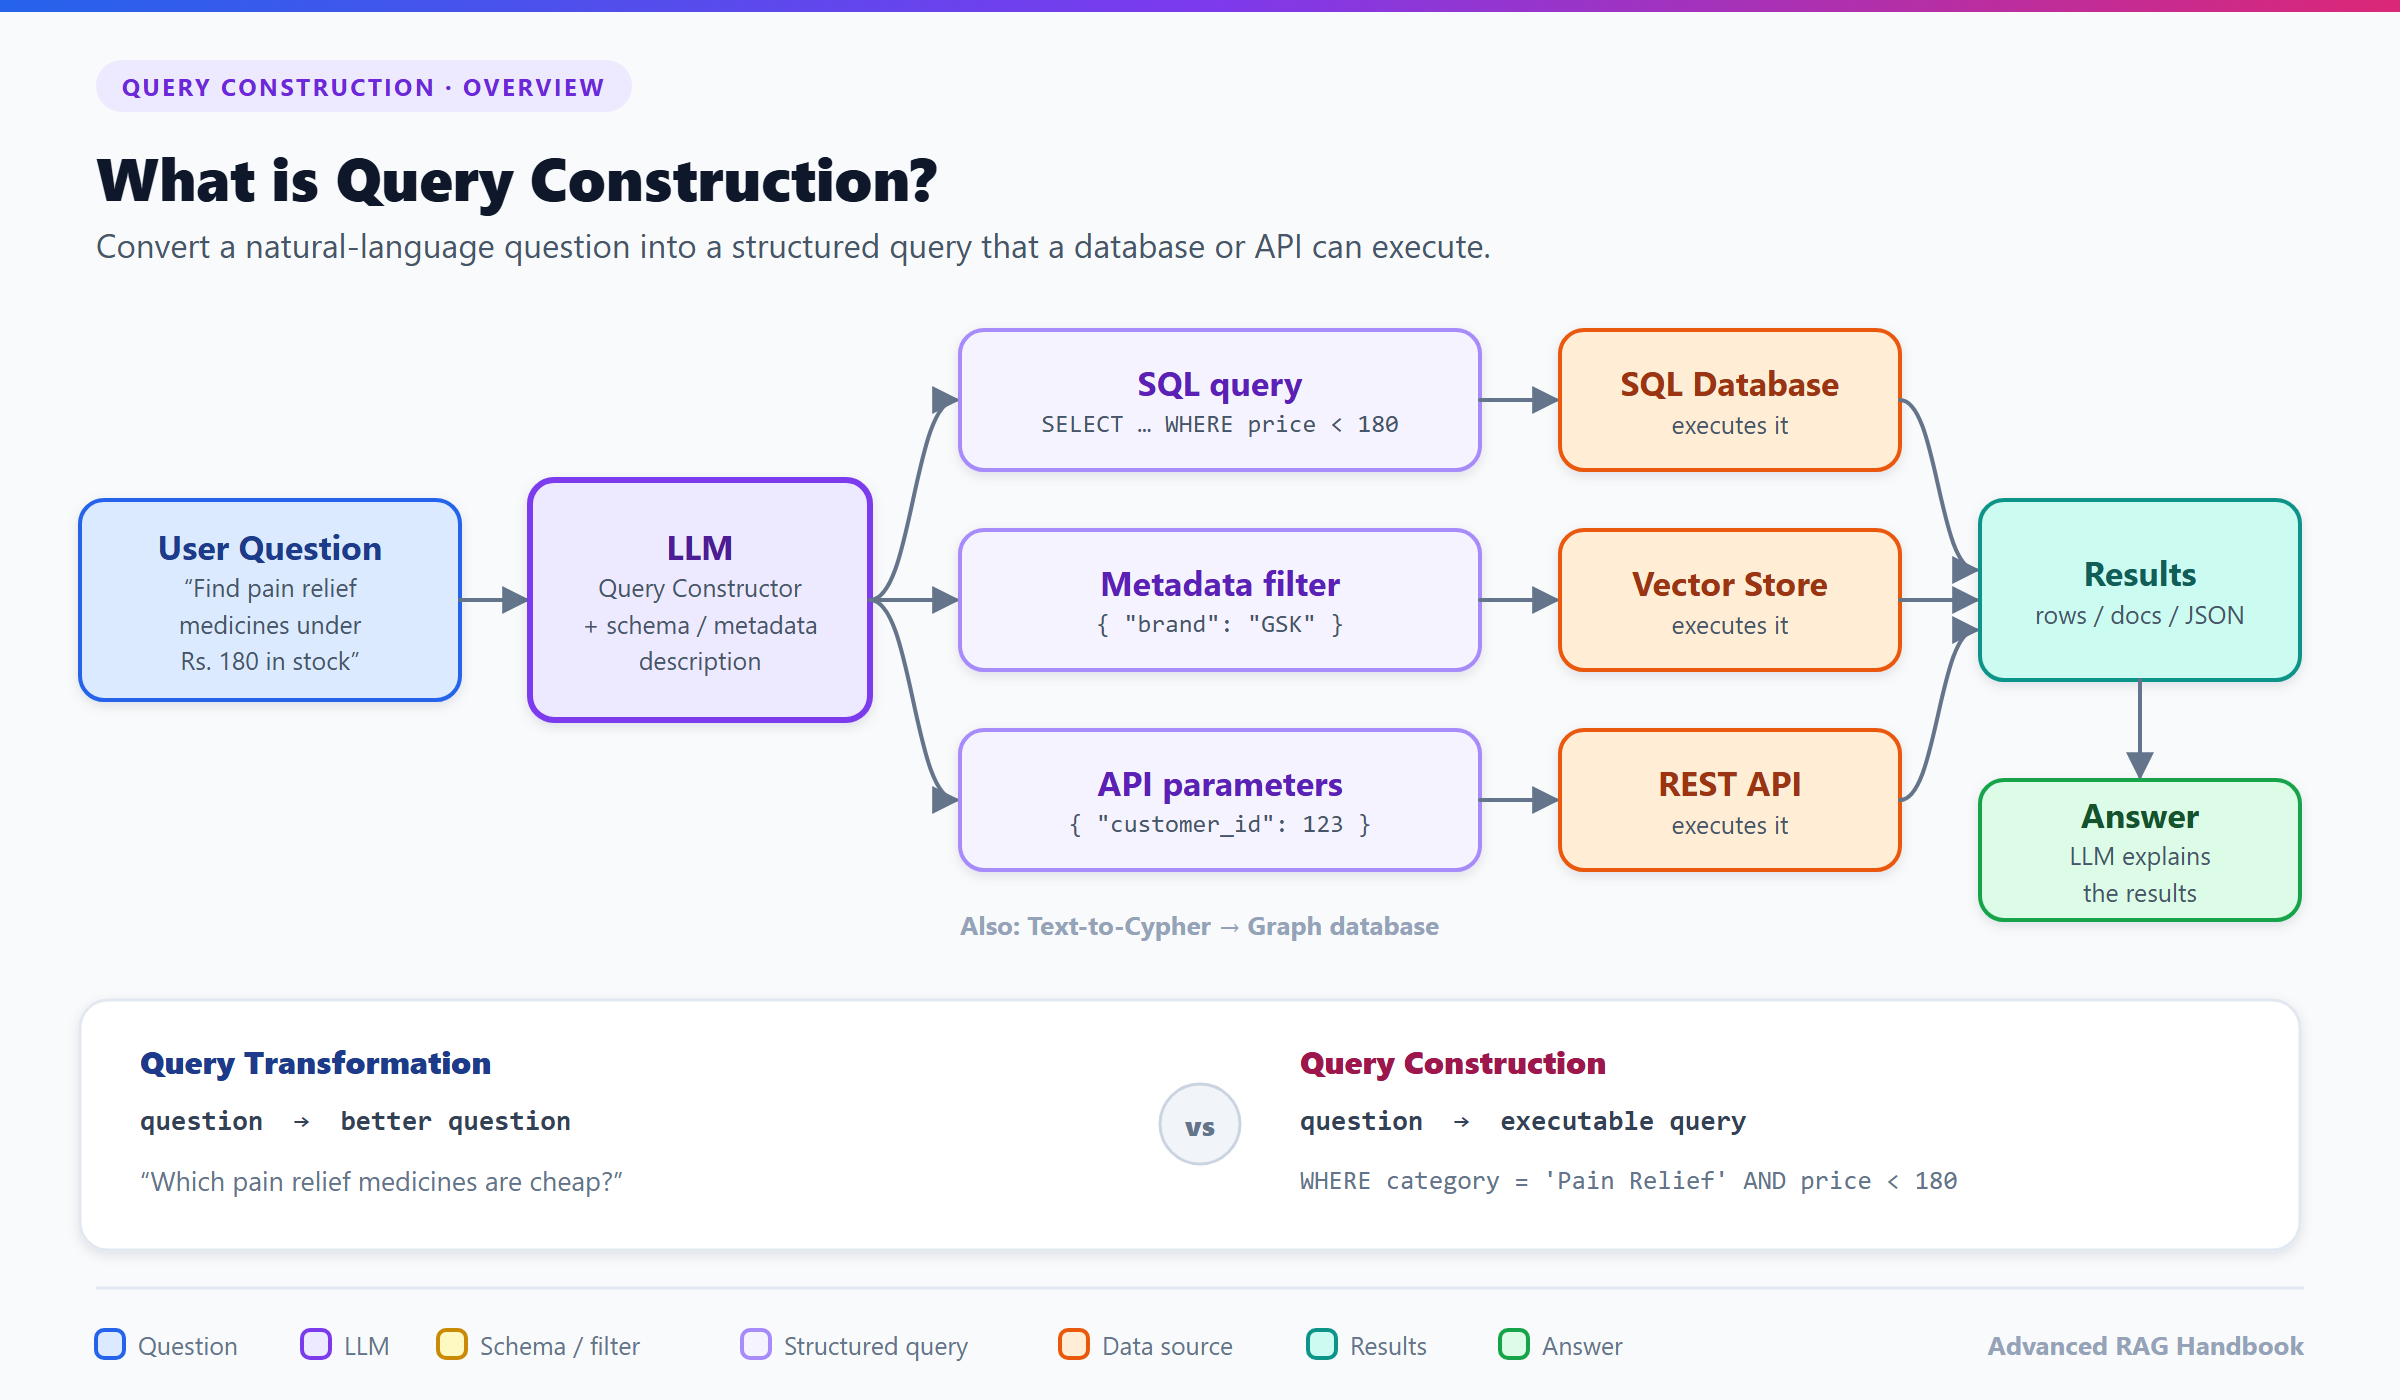 QUERY CONSTRUCTION · OVERVIEW
What is Query Construction?
Convert a natural-language question into a structured query that a database or API can execute.
User Question
“Find pain relief
medicines under
Rs. 180 in stock”
LLM
Query Constructor
+ schema / metadata
description
SQL query
SELECT … WHERE price < 180
SQL Database
executes it
Metadata filter
{ "brand": "GSK" }
Vector Store
executes it
API parameters
{ "customer_id": 123 }
REST API
executes it
Results
rows / docs / JSON
Answer
LLM explains
the results
Also: Text-to-Cypher → Graph database
Query Transformation
question → better question
“Which pain relief medicines are cheap?”
vs
Query Construction
question → executable query
WHERE category = 'Pain Relief' AND price < 180
Question
LLM
Schema / filter
Structured query
Data source
Results
Answer
Advanced RAG Handbook